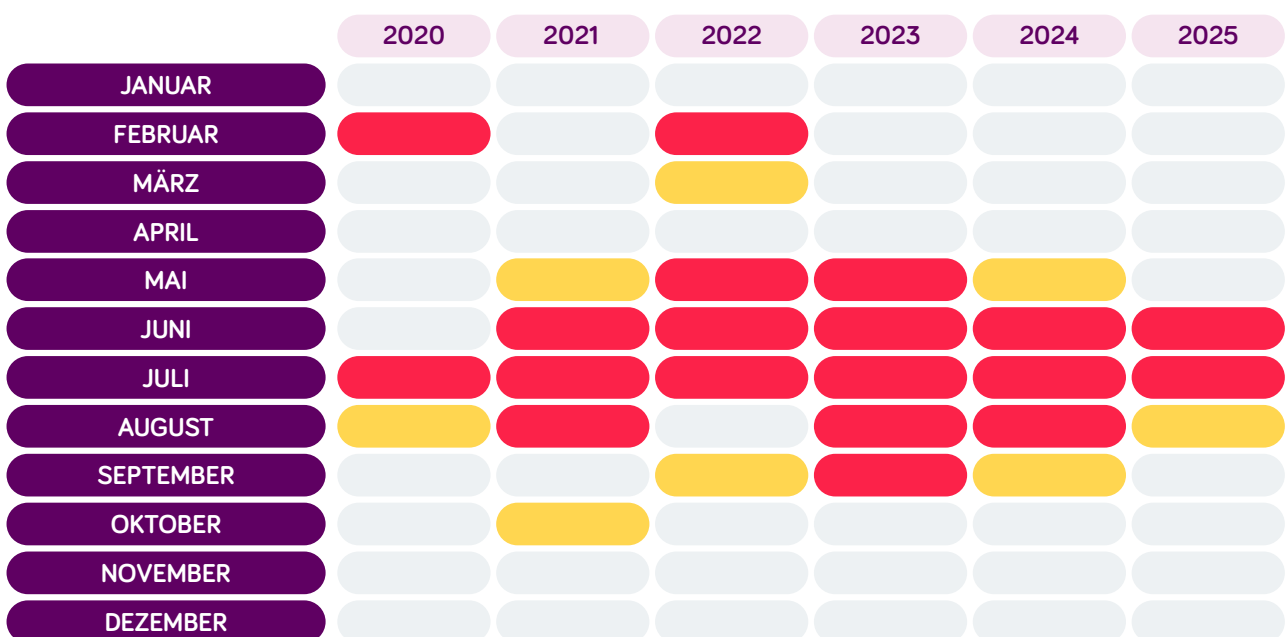 2020 2021 2022 2023 2024 2025
JANUAR
FEBRUAR
MÄRZ
APRIL
MAI
JUNI
JULI
AUGUST
SEPTEMBER
OKTOBER
NOVEMBER
DEZEMBER